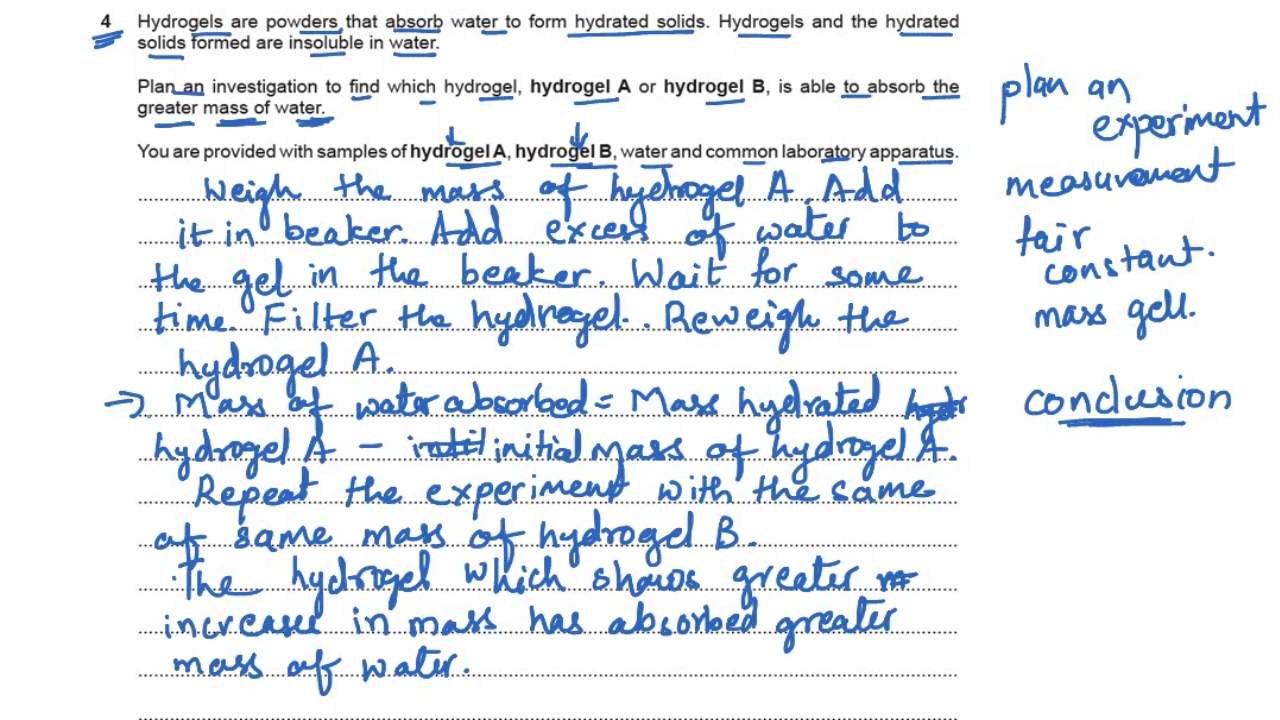 4 Hydrogels are powders that absorb water to form hydrated solids. Hydrogels and the hydrated
solids formed are insoluble in water.
Plan an investigation to find which hydrogel, hydrogel A or hydrogel B, is able to absorb the
greater mass of water.
You are provided with samples of hydrogel A, hydrogel B, water and common laboratory apparatus.
Weigh the mass of hydrogel A. Add
it in beaker. Add excess of water to
the gel in the beaker. Wait for some
time. Filter the hydrogel. Reweigh the
hydrogel A.
→ Mass of water absorbed = Mass hydrated
hydrogel A - initial mass of hydrogel A.
Repeat the experiment with the same
of same mass of hydrogel B.
The hydrogel which shows greater
increase in mass has absorbed greater
mass of water.
plan an
experiment
measurement
fair
constant.
mass gell.
conclusion